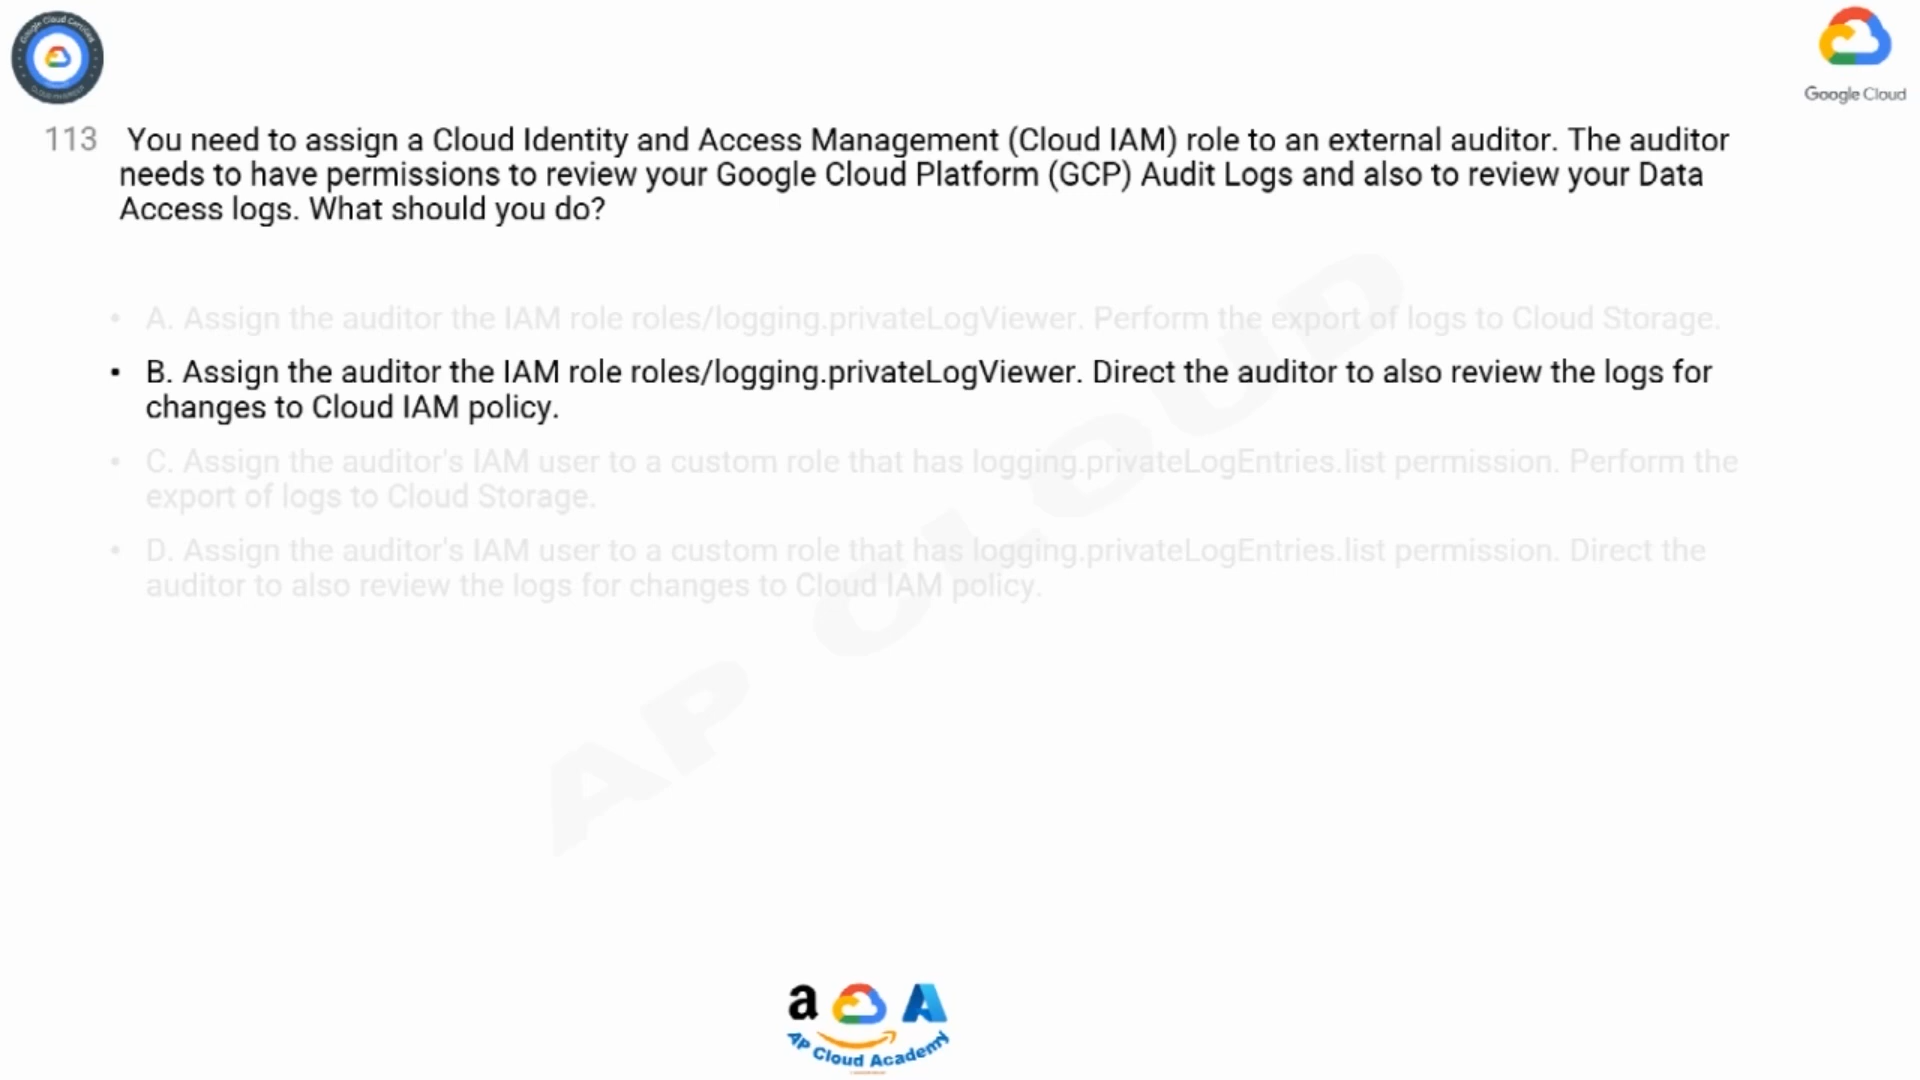 Google Cloud Certified
Google Cloud
113 You need to assign a Cloud Identity and Access Management (Cloud IAM) role to an external auditor. The auditor
needs to have permissions to review your Google Cloud Platform (GCP) Audit Logs and also to review your Data
Access logs. What should you do?
• A. Assign the auditor the IAM role roles/logging.privateLogViewer. Perform the export of logs to Cloud Storage.
• B. Assign the auditor the IAM role roles/logging.privateLogViewer. Direct the auditor to also review the logs for
changes to Cloud IAM policy.
• C. Assign the auditor's IAM user to a custom role that has logging.privateLogEntries.list permission. Perform the
export of logs to Cloud Storage.
• D. Assign the auditor's IAM user to a custom role that has logging.privateLogEntries.list permission. Direct the
auditor to also review the logs for changes to Cloud IAM policy.
AP CLOUD
a A
AP Cloud Academy